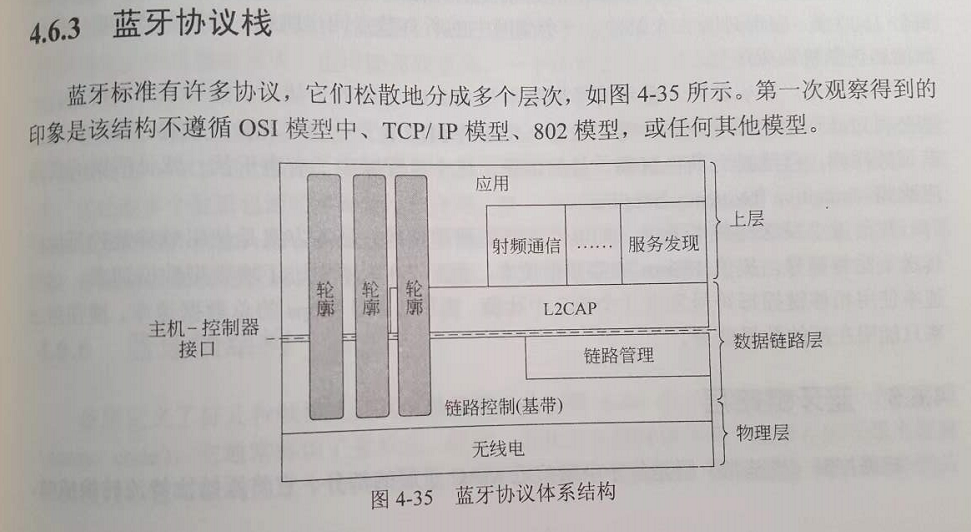 4.6.3 蓝牙协议栈
蓝牙标准有许多协议，它们松散地分成多个层次，如图 4-35 所示。第一次观察得到的
印象是该结构不遵循 OSI 模型中、TCP/ IP 模型、802 模型，或任何其他模型。
应用
上层
射频通信 …… 服务发现
轮廓 轮廓 轮廓
L2CAP
主机－控制器
接口
数据链路层
链路管理
链路控制(基带)
物理层
无线电
图 4-35 蓝牙协议体系结构